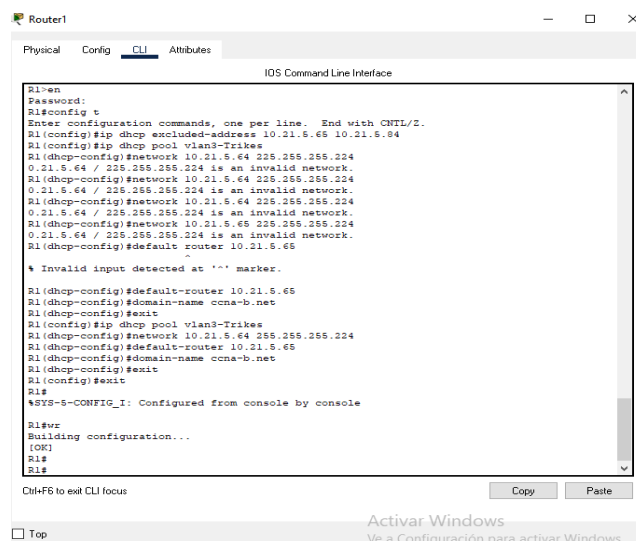 Router1
Physical Config CLI Attributes
IOS Command Line Interface
R1>en
Password:
R1#config t
Enter configuration commands, one per line. End with CNTL/Z.
R1(config)#ip dhcp excluded-address 10.21.5.65 10.21.5.84
R1(config)#ip dhcp pool vlan3-Trikes
R1(dhcp-config)#network 10.21.5.64 225.255.255.224
0.21.5.64 / 225.255.255.224 is an invalid network.
R1(dhcp-config)#network 10.21.5.64 225.255.255.224
0.21.5.64 / 225.255.255.224 is an invalid network.
R1(dhcp-config)#network 10.21.5.64 225.255.255.224
0.21.5.64 / 225.255.255.224 is an invalid network.
R1(dhcp-config)#network 10.21.5.65 225.255.255.224
0.21.5.64 / 225.255.255.224 is an invalid network.
R1(dhcp-config)#default router 10.21.5.65
^
% Invalid input detected at '^' marker.
R1(dhcp-config)#default-router 10.21.5.65
R1(dhcp-config)#domain-name ccna-b.net
R1(dhcp-config)#exit
R1(config)#ip dhcp pool vlan3-Trikes
R1(dhcp-config)#network 10.21.5.64 255.255.255.224
R1(dhcp-config)#default-router 10.21.5.65
R1(dhcp-config)#domain-name ccna-b.net
R1(dhcp-config)#exit
R1(config)#exit
R1#
%SYS-5-CONFIG_I: Configured from console by console
R1#wr
Building configuration...
[OK]
R1#
R1#
Ctrl+F6 to exit CLI focus
Copy Paste
Activar Windows
Ve a Configuración para activar Windows.
Top